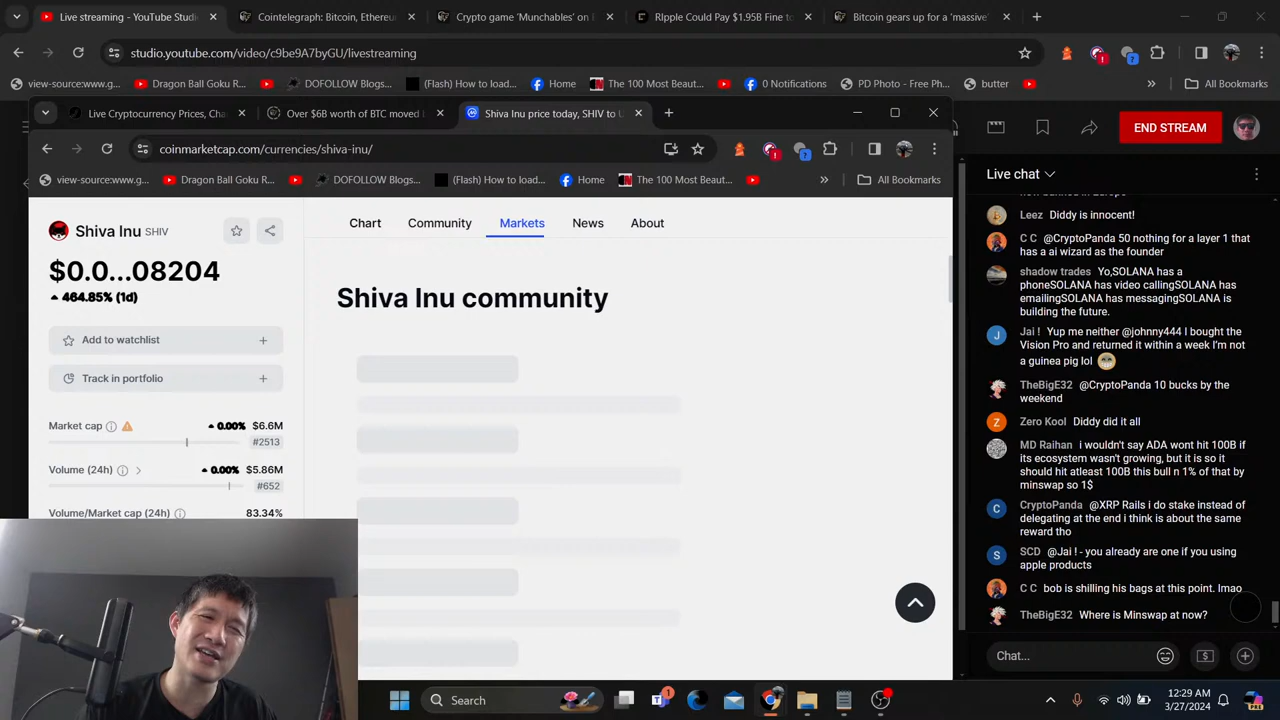 Live streaming - YouTube Studi
Cointelegraph: Bitcoin, Ethereu
Crypto game 'Munchables' on E
RIpple Could Pay $1.95B Fine to
Bitcoin gears up for a 'massive'
studio.youtube.com/video/c9be9A7byGU/livestreaming
view-source:www.g...
Dragon Ball Goku R...
DOFOLLOW Blogs...
(Flash) How to load...
Home
The 100 Most Beaut...
0 Notifications
PD Photo - Free Ph...
butter
All Bookmarks
Live Cryptocurrency Prices, Cha
Over $6B worth of BTC moved
Shiva Inu price today, SHIV to U
coinmarketcap.com/currencies/shiva-inu/
view-source:www.g...
Dragon Ball Goku R...
DOFOLLOW Blogs...
(Flash) How to load...
Home
The 100 Most Beaut...
All Bookmarks
Shiva Inu SHIV
$0.0...08204
464.85% (1d)
Add to watchlist
Track in portfolio
Market cap 0.00% $6.6M
#2513
Volume (24h) 0.00% $5.86M
#652
Volume/Market cap (24h) 83.34%
Chart
Community
Markets
News
About
Shiva Inu community
END STREAM
Live chat
now banned in Europe
Leez Diddy is innocent!
C C @CryptoPanda 50 nothing for a layer 1 that
has a ai wizard as the founder
shadow trades Yo,SOLANA has a
phoneSOLANA has video callingSOLANA has
emailingSOLANA has messagingSOLANA is
building the future.
J
Jai ! Yup me neither @johnny444 I bought the
Vision Pro and returned it within a week I'm not
a guinea pig lol
TheBigE32 @CryptoPanda 10 bucks by the
weekend
Z
Zero Kool Diddy did it all
MD Raihan i wouldn't say ADA wont hit 100B if
its ecosystem wasn't growing, but it is so it
should hit atleast 100B this bull n 1% of that by
minswap so 1$
C
CryptoPanda @XRP Rails i do stake instead of
delegating at the end i think is about the same
reward tho
S
SCD @Jai ! - you already are one if you using
apple products
C C bob is shilling his bags at this point. lmao
TheBigE32 Where is Minswap at now?
Chat...
Search
1
12:29 AM
3/27/2024